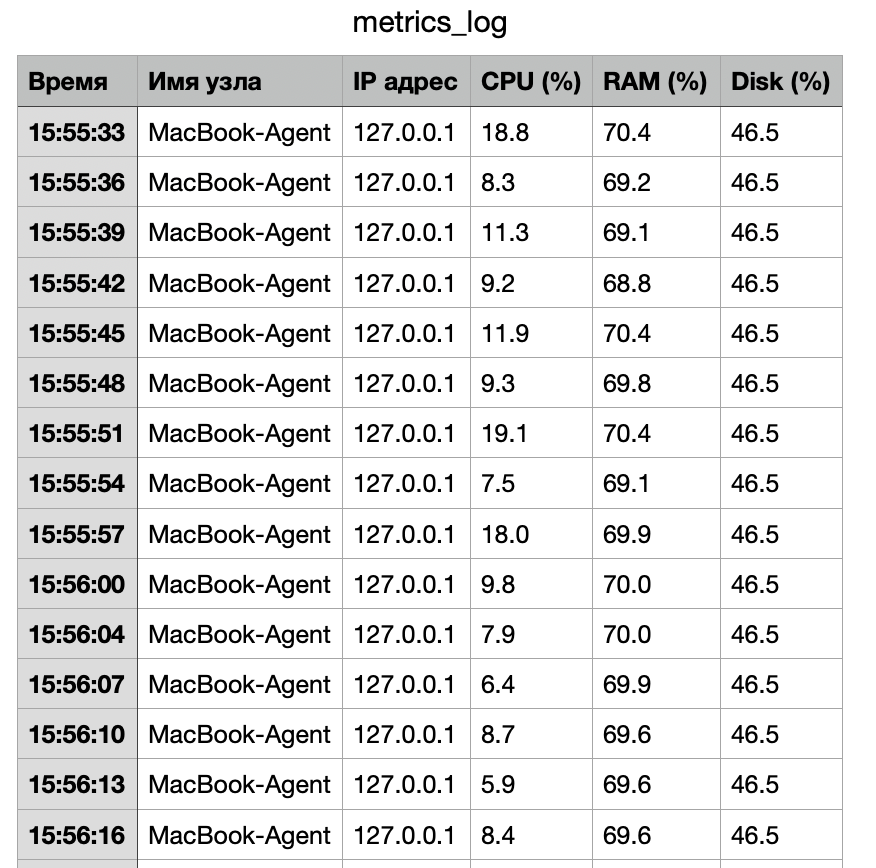 metrics_log
Время Имя узла IP адрес CPU (%) RAM (%) Disk (%)
15:55:33 MacBook-Agent 127.0.0.1 18.8 70.4 46.5
15:55:36 MacBook-Agent 127.0.0.1 8.3 69.2 46.5
15:55:39 MacBook-Agent 127.0.0.1 11.3 69.1 46.5
15:55:42 MacBook-Agent 127.0.0.1 9.2 68.8 46.5
15:55:45 MacBook-Agent 127.0.0.1 11.9 70.4 46.5
15:55:48 MacBook-Agent 127.0.0.1 9.3 69.8 46.5
15:55:51 MacBook-Agent 127.0.0.1 19.1 70.4 46.5
15:55:54 MacBook-Agent 127.0.0.1 7.5 69.1 46.5
15:55:57 MacBook-Agent 127.0.0.1 18.0 69.9 46.5
15:56:00 MacBook-Agent 127.0.0.1 9.8 70.0 46.5
15:56:04 MacBook-Agent 127.0.0.1 7.9 70.0 46.5
15:56:07 MacBook-Agent 127.0.0.1 6.4 69.9 46.5
15:56:10 MacBook-Agent 127.0.0.1 8.7 69.6 46.5
15:56:13 MacBook-Agent 127.0.0.1 5.9 69.6 46.5
15:56:16 MacBook-Agent 127.0.0.1 8.4 69.6 46.5